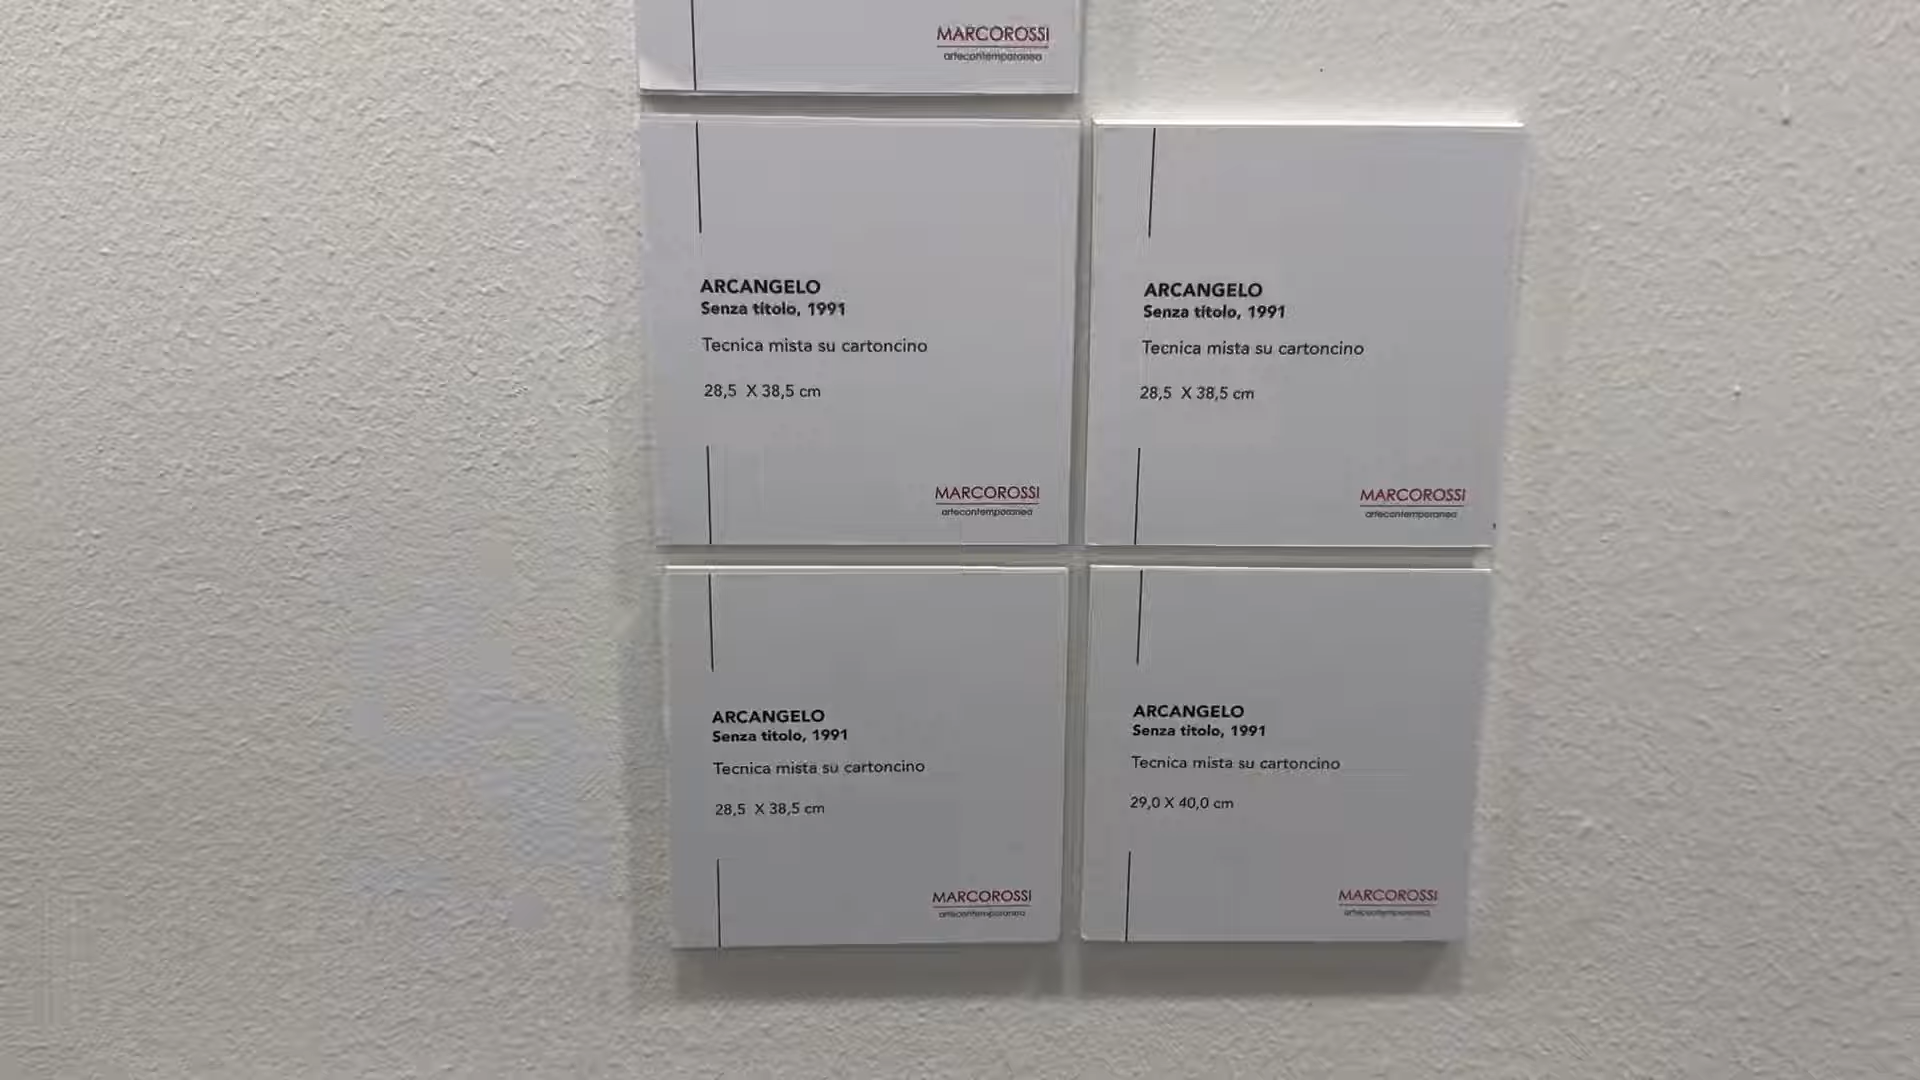 MARCOROSSI
artecontemporanea
ARCANGELO
Senza titolo, 1991
Tecnica mista su cartoncino
28,5 X 38,5 cm
MARCOROSSI
artecontemporanea
ARCANGELO
Senza titolo, 1991
Tecnica mista su cartoncino
28,5 X 38,5 cm
MARCOROSSI
artecontemporanea
ARCANGELO
Senza titolo, 1991
Tecnica mista su cartoncino
28,5 X 38,5 cm
MARCOROSSI
artecontemporanea
ARCANGELO
Senza titolo, 1991
Tecnica mista su cartoncino
29,0 X 40,0 cm
MARCOROSSI
artecontemporanea